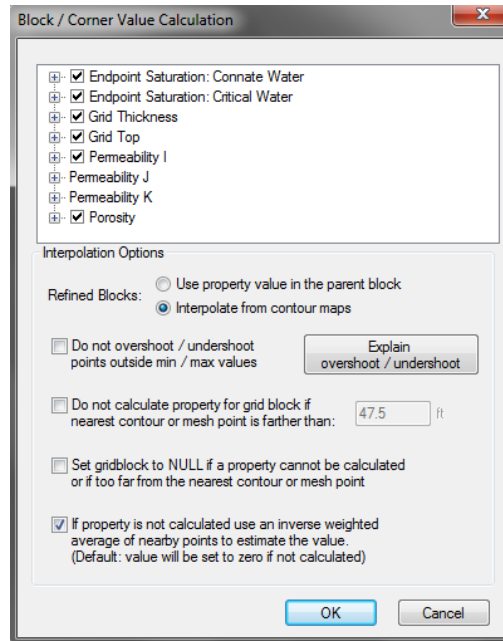 Block / Corner Value Calculation
Endpoint Saturation: Connate Water
Endpoint Saturation: Critical Water
Grid Thickness
Grid Top
Permeability I
Permeability J
Permeability K
Porosity
Interpolation Options
Refined Blocks:
Use property value in the parent block
Interpolate from contour maps
Do not overshoot / undershoot
points outside min / max values
Explain
overshoot / undershoot
Do not calculate property for grid block if
nearest contour or mesh point is farther than:
47.5 ft
Set gridblock to NULL if a property cannot be calculated
or if too far from the nearest contour or mesh point
If property is not calculated use an inverse weighted
average of nearby points to estimate the value.
(Default: value will be set to zero if not calculated)
OK Cancel